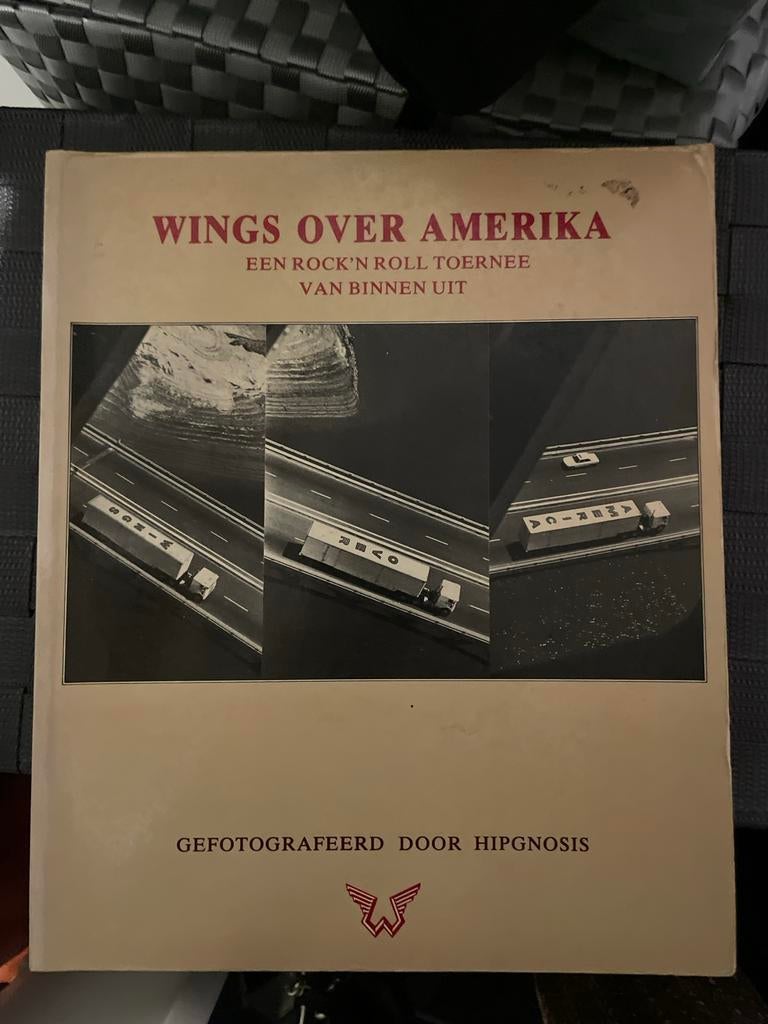 WINGS OVER AMERIKA
EEN ROCK'N ROLL TOERNEE
VAN BINNEN UIT
WINGS
OVER
AMERICA
GEFOTOGRAFEERD DOOR HIPGNOSIS
W